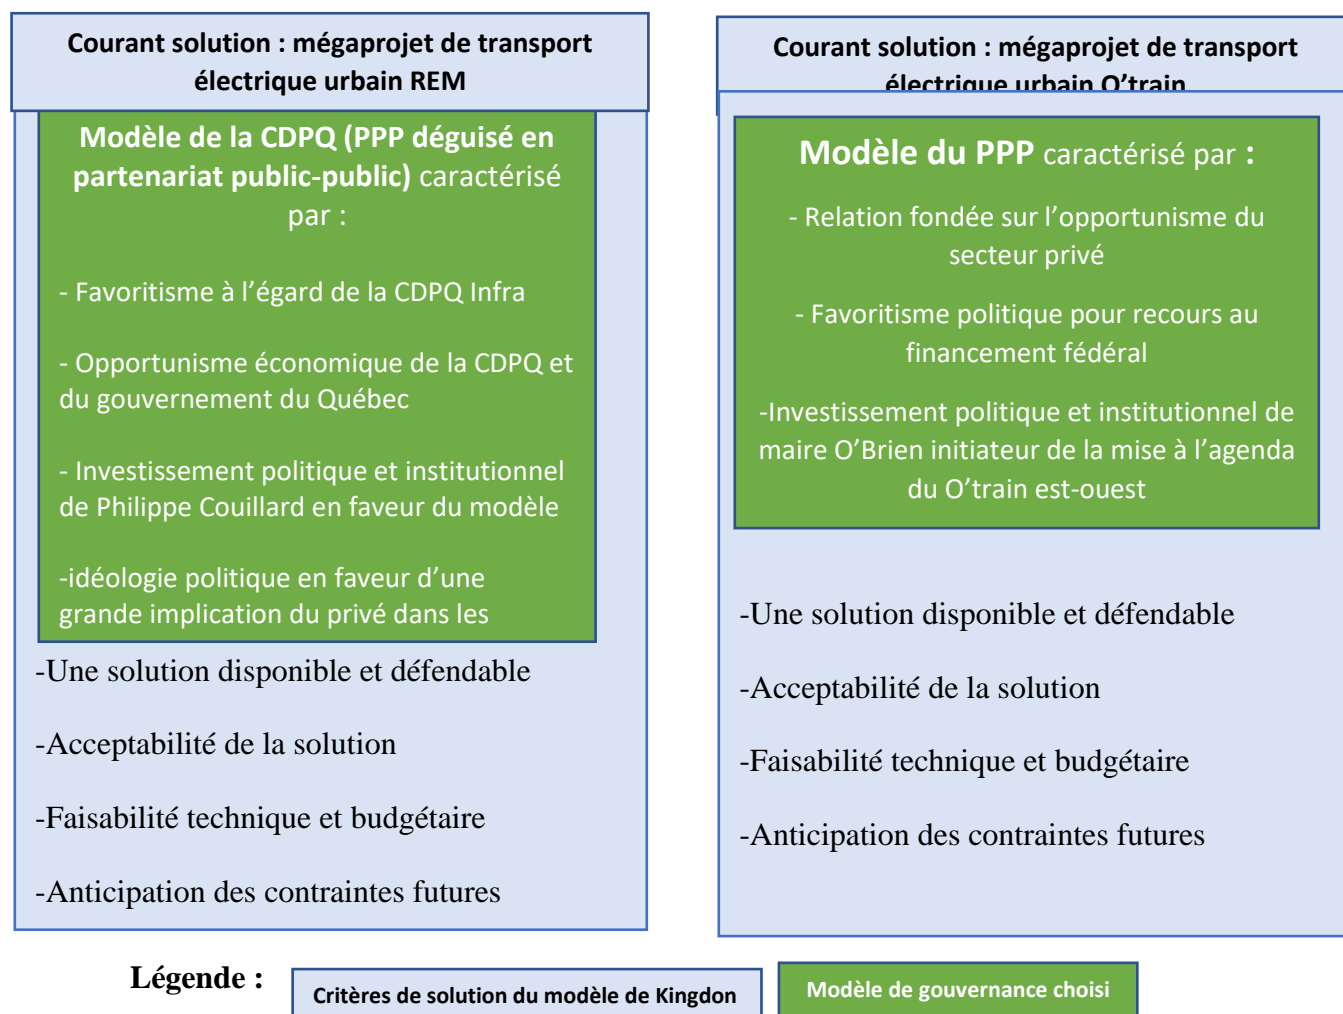 Courant solution : mégaprojet de transport
électrique urbain REM
Modèle de la CDPQ (PPP déguisé en
partenariat public-public) caractérisé
par :
- Favoritisme à l’égard de la CDPQ Infra
- Opportunisme économique de la CDPQ et
du gouvernement du Québec
- Investissement politique et institutionnel
de Philippe Couillard en faveur du modèle
-idéologie politique en faveur d’une
grande implication du privé dans les
-Une solution disponible et défendable
-Acceptabilité de la solution
-Faisabilité technique et budgétaire
-Anticipation des contraintes futures
Courant solution : mégaprojet de transport
électrique urbain O’train
Modèle du PPP caractérisé par :
- Relation fondée sur l’opportunisme du
secteur privé
- Favoritisme politique pour recours au
financement fédéral
-Investissement politique et institutionnel de
maire O’Brien initiateur de la mise à l’agenda
du O’train est-ouest
-Une solution disponible et défendable
-Acceptabilité de la solution
-Faisabilité technique et budgétaire
-Anticipation des contraintes futures
Légende :
Critères de solution du modèle de Kingdon
Modèle de gouvernance choisi